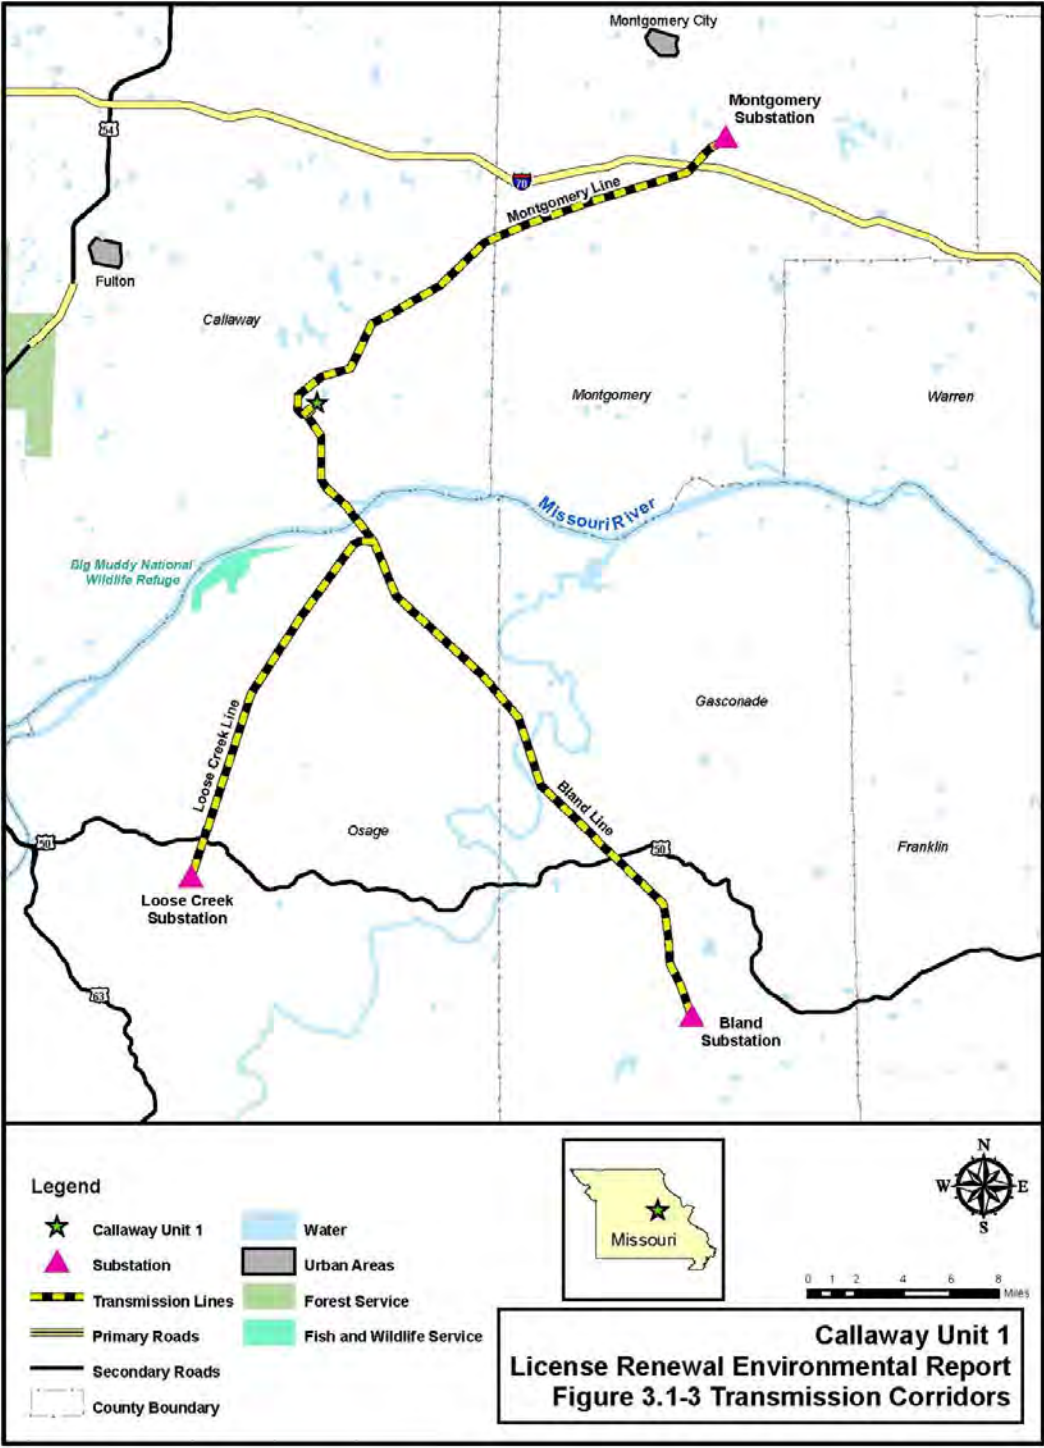 Montgomery City
Montgomery
Substation
54
70
Montgomery Line
Fulton
Callaway
Montgomery
Warren
Missouri River
Big Muddy National
Wildlife Refuge
Gasconade
Loose Creek Line
Bland Line
Osage
50
50
Franklin
Loose Creek
Substation
63
Bland
Substation
Legend
Callaway Unit 1
Substation
Transmission Lines
Primary Roads
Secondary Roads
County Boundary
Water
Urban Areas
Forest Service
Fish and Wildlife Service
Missouri
N
W E
S
0 1 2 4 6 8
Miles
Callaway Unit 1
License Renewal Environmental Report
Figure 3.1-3 Transmission Corridors